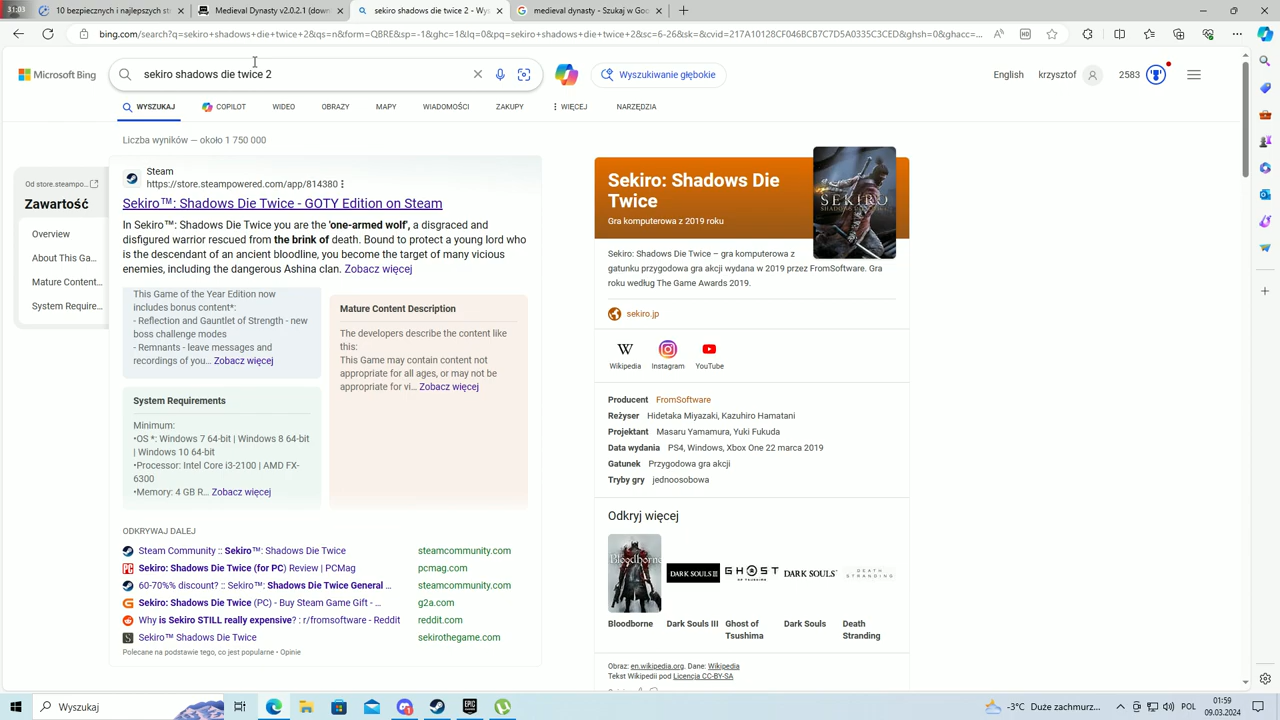 31:03
10 bezpiecznych i
v2.0.2.1 (dowr
sekiro shadows die twice 2 - Wys
medieval dynasty - Google S
bing.com/search?q=sekiro+shadows+die+twice+2&qs=n&form=QBRE&sp=-1&ghc=1&lq=0&pq=sekiro+shadows+die+twice+2&sc=6-26&sk=&cvid=217A10128CF046BCB7C7D5A0335C3CED&ghsh=0&ghacc=...
Microsoft Bing
sekiro shadows die twice 2
Wyszukiwanie głębokie
English
krzysztof
2583
WYSZUKAJ
COPILOT
WIDEO
OBRAZY
MAPY
WIADOMOŚCI
ZAKUPY
WIĘCEJ
NARZĘDZIA
Liczba wyników — około 1 750 000
Od store.steampo...
Zawartość
Overview
About This Ga...
Mature Content...
System Require...
Steam
https://store.steampowered.com/app/814380
Sekiro™: Shadows Die Twice - GOTY Edition on Steam
In Sekiro™: Shadows Die Twice you are the 'one-armed wolf', a disgraced and
disfigured warrior rescued from the brink of death. Bound to protect a young lord who
is the descendant of an ancient bloodline, you become the target of many vicious
enemies, including the dangerous Ashina clan. Zobacz więcej
This Game of the Year Edition now
includes bonus content*:
- Reflection and Gauntlet of Strength - new
boss challenge modes
- Remnants - leave messages and
recordings of you... Zobacz więcej
System Requirements
Minimum:
•OS *: Windows 7 64-bit | Windows 8 64-bit
| Windows 10 64-bit
•Processor: Intel Core i3-2100 | AMD FX-
6300
•Memory: 4 GB R... Zobacz więcej
Mature Content Description
The developers describe the content like
this:
This Game may contain content not
appropriate for all ages, or may not be
appropriate for vi... Zobacz więcej
ODKRYWAJ DALEJ
Steam Community :: Sekiro™: Shadows Die Twice steamcommunity.com
Sekiro: Shadows Die Twice (for PC) Review | PCMag pcmag.com
60-70%% discount? :: Sekiro™: Shadows Die Twice General ... steamcommunity.com
Sekiro: Shadows Die Twice (PC) - Buy Steam Game Gift - ... g2a.com
Why is Sekiro STILL really expensive? : r/fromsoftware - Reddit reddit.com
Sekiro™ Shadows Die Twice sekirothegame.com
Polecane na podstawie tego, co jest popularne • Opinie
Sekiro: Shadows Die
Twice
Gra komputerowa z 2019 roku
SEKIRO
Sekiro: Shadows Die Twice – gra komputerowa z
gatunku przygodowa gra akcji wydana w 2019 przez FromSoftware. Gra
roku według The Game Awards 2019.
sekiro.jp
Wikipedia
Instagram
YouTube
Producent FromSoftware
Reżyser Hidetaka Miyazaki, Kazuhiro Hamatani
Projektant Masaru Yamamura, Yuki Fukuda
Data wydania PS4, Windows, Xbox One 22 marca 2019
Gatunek Przygodowa gra akcji
Tryby gry jednoosobowa
Odkryj więcej
Bloodborne
DARK SOULS III
GHOST
OF TSUSHIMA
DARK SOULS
DEATH
STRANDING
Bloodborne
Dark Souls III
Ghost of
Tsushima
Dark Souls
Death
Stranding
Obraz: en.wikipedia.org. Dane: Wikipedia
Tekst Wikipedii pod Licencja CC-BY-SA
Wyszukaj
-3°C Duże zachmurz...
POL
01:59
09.03.2024